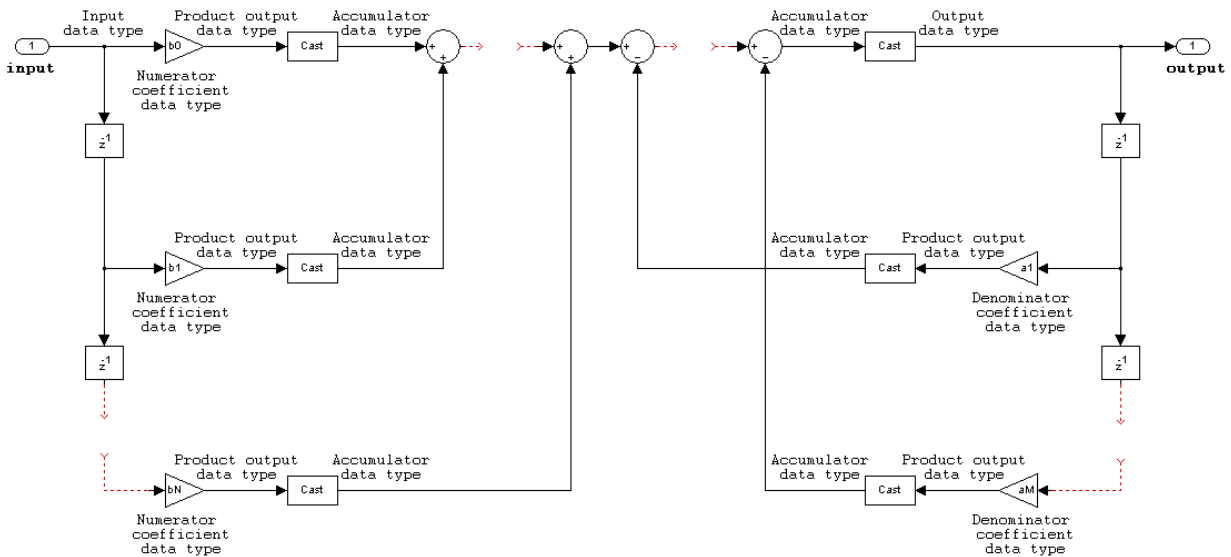 Input
data type
Product output
data type
Accumulator
data type
Accumulator
data type
Output
data type
1
b0
Cast
+
+
+
+
+
−
+
−
Cast
1
input
output
Numerator
coefficient
data type
z-1
z-1
Product output
data type
Accumulator
data type
Accumulator
data type
Product output
data type
b1
Cast
Cast
a1
Numerator
coefficient
data type
Denominator
coefficient
data type
z-1
z-1
Product output
data type
Accumulator
data type
Accumulator
data type
Product output
data type
bN
Cast
Cast
aM
Numerator
coefficient
data type
Denominator
coefficient
data type